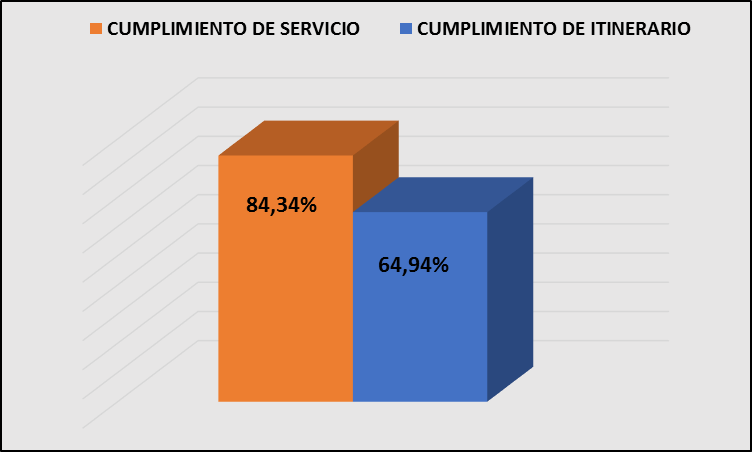 CUMPLIMIENTO DE SERVICIO CUMPLIMIENTO DE ITINERARIO
84,34%
64,94%